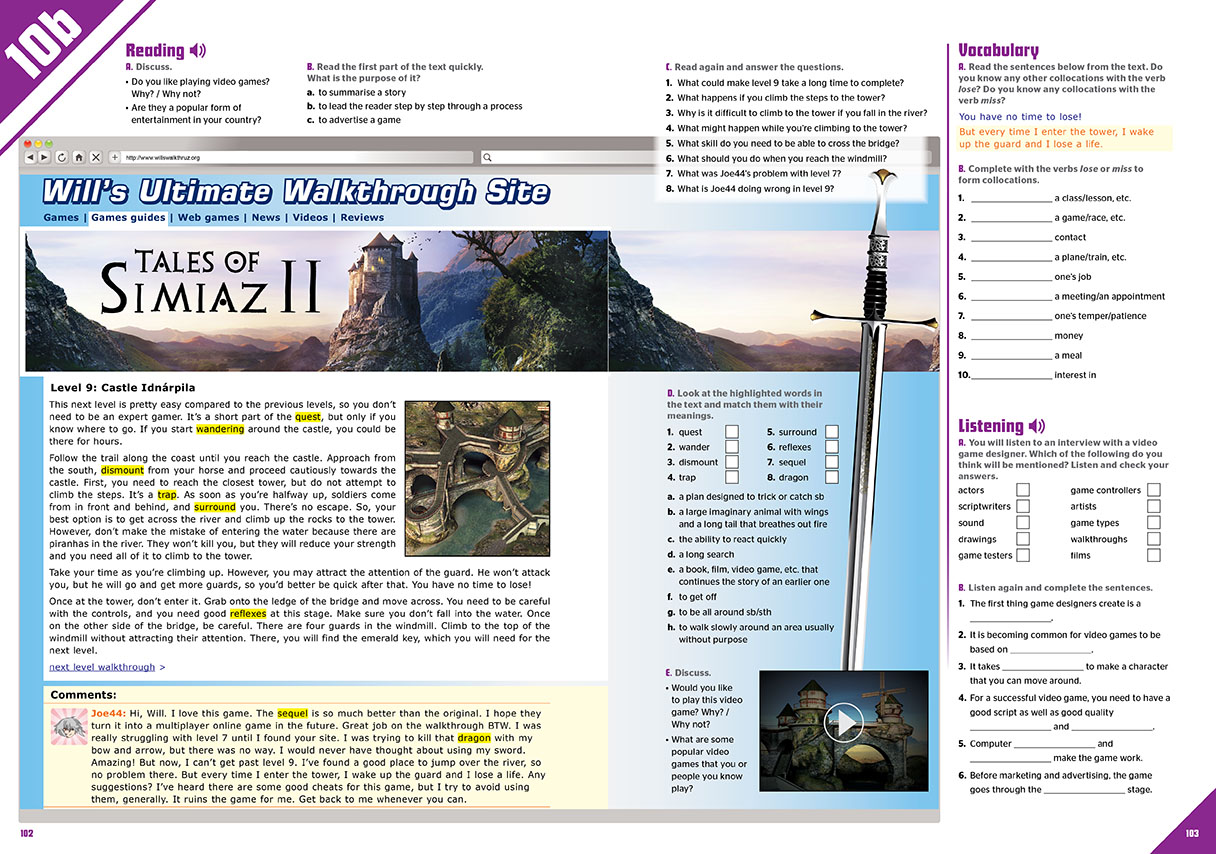 10b
Reading
A. Discuss.
• Do you like playing video games?
Why? / Why not?
• Are they a popular form of
entertainment in your country?
B. Read the first part of the text quickly.
What is the purpose of it?
a. to summarise a story
b. to lead the reader step by step through a process
c. to advertise a game
C. Read again and answer the questions.
1. What could make level 9 take a long time to complete?
2. What happens if you climb the steps to the tower?
3. Why is it difficult to climb to the tower if you fall in the river?
4. What might happen while you're climbing to the tower?
5. What skill do you need to be able to cross the bridge?
6. What should you do when you reach the windmill?
7. What was Joe44's problem with level 7?
8. What is Joe44 doing wrong in level 9?
http://www.willswalkthruz.org
Will's Ultimate Walkthrough Site
Games | Games guides | Web games | News | Videos | Reviews
TALES OF
SIMIAZ II
Level 9: Castle Idnárpila
This next level is pretty easy compared to the previous levels, so you don't
need to be an expert gamer. It's a short part of the quest, but only if you
know where to go. If you start wandering around the castle, you could be
there for hours.
Follow the trail along the coast until you reach the castle. Approach from
the south, dismount from your horse and proceed cautiously towards the
castle. First, you need to reach the closest tower, but do not attempt to
climb the steps. It's a trap. As soon as you're halfway up, soldiers come
from in front and behind, and surround you. There's no escape. So, your
best option is to get across the river and climb up the rocks to the tower.
However, don't make the mistake of entering the water because there are
piranhas in the river. They won't kill you, but they will reduce your strength
and you need all of it to climb to the tower.
Take your time as you're climbing up. However, you may attract the attention of the guard. He won't attack
you, but he will go and get more guards, so you'd better be quick after that. You have no time to lose!
Once at the tower, don't enter it. Grab onto the ledge of the bridge and move across. You need to be careful
with the controls, and you need good reflexes at this stage. Make sure you don't fall into the water. Once
on the other side of the bridge, be careful. There are four guards in the windmill. Climb to the top of the
windmill without attracting their attention. There, you will find the emerald key, which you will need for the
next level.
next level walkthrough >
Comments:
Joe44: Hi, Will. I love this game. The sequel is so much better than the original. I hope they
turn it into a multiplayer online game in the future. Great job on the walkthrough BTW. I was
really struggling with level 7 until I found your site. I was trying to kill that dragon with my
bow and arrow, but there was no way. I would never have thought about using my sword.
Amazing! But now, I can't get past level 9. I've found a good place to jump over the river, so
no problem there. But every time I enter the tower, I wake up the guard and I lose a life. Any
suggestions? I've heard there are some good cheats for this game, but I try to avoid using
them, generally. It ruins the game for me. Get back to me whenever you can.
D. Look at the highlighted words in
the text and match them with their
meanings.
1. quest 5. surround
2. wander 6. reflexes
3. dismount 7. sequel
4. trap 8. dragon
a. a plan designed to trick or catch sb
b. a large imaginary animal with wings
and a long tail that breathes out fire
c. the ability to react quickly
d. a long search
e. a book, film, video game, etc. that
continues the story of an earlier one
f. to get off
g. to be all around sb/sth
h. to walk slowly around an area usually
without purpose
E. Discuss.
• Would you like
to play this video
game? Why? /
Why not?
• What are some
popular video
games that you or
people you know
play?
Vocabulary
A. Read the sentences below from the text. Do
you know any other collocations with the verb
lose? Do you know any collocations with the
verb miss?
You have no time to lose!
But every time I enter the tower, I wake
up the guard and I lose a life.
B. Complete with the verbs lose or miss to
form collocations.
1. ________________ a class/lesson, etc.
2. ________________ a game/race, etc.
3. ________________ contact
4. ________________ a plane/train, etc.
5. ________________ one's job
6. ________________ a meeting/an appointment
7. ________________ one's temper/patience
8. ________________ money
9. ________________ a meal
10. ________________ interest in
Listening
A. You will listen to an interview with a video
game designer. Which of the following do you
think will be mentioned? Listen and check your
answers.
actors game controllers
scriptwriters artists
sound game types
drawings walkthroughs
game testers films
B. Listen again and complete the sentences.
1. The first thing game designers create is a
________________.
2. It is becoming common for video games to be
based on ________________.
3. It takes ________________ to make a character
that you can move around.
4. For a successful video game, you need to have a
good script as well as good quality
________________ and ________________.
5. Computer ________________ and
________________ make the game work.
6. Before marketing and advertising, the game
goes through the ________________ stage.
102
103